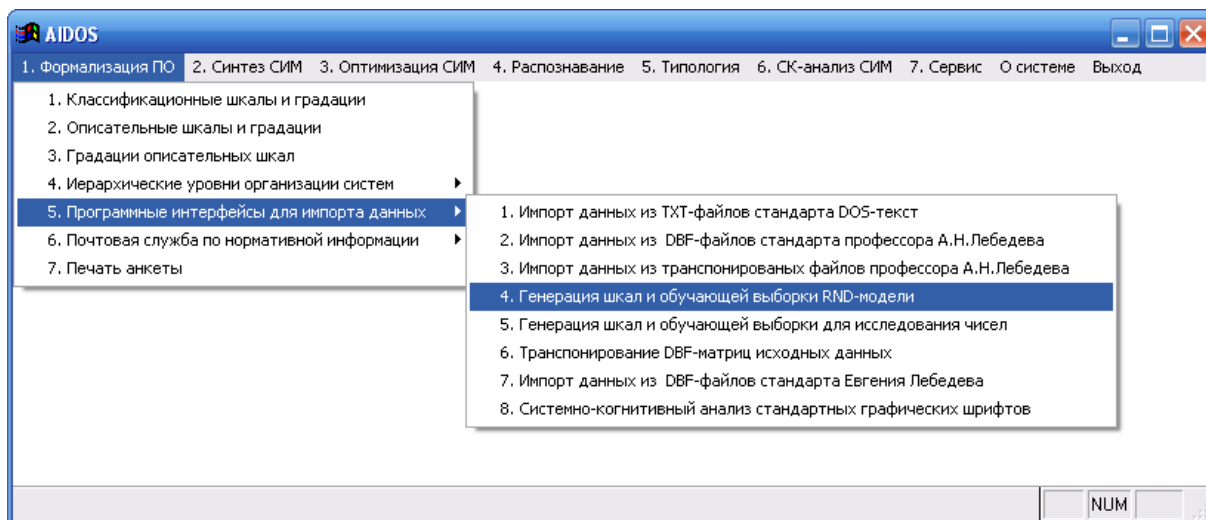 AIDOS
1. Формализация ПО 2. Синтез СИМ 3. Оптимизация СИМ 4. Распознавание 5. Типология 6. СК-анализ СИМ 7. Сервис О системе Выход
1. Классификационные шкалы и градации
2. Описательные шкалы и градации
3. Градации описательных шкал
4. Иерархические уровни организации систем
5. Программные интерфейсы для импорта данных
6. Почтовая служба по нормативной информации
7. Печать анкеты
1. Импорт данных из TXT-файлов стандарта DOS-текст
2. Импорт данных из DBF-файлов стандарта профессора А.Н.Лебедева
3. Импорт данных из транспонированых файлов профессора А.Н.Лебедева
4. Генерация шкал и обучающей выборки RND-модели
5. Генерация шкал и обучающей выборки для исследования чисел
6. Транспонирование DBF-матриц исходных данных
7. Импорт данных из DBF-файлов стандарта Евгения Лебедева
8. Системно-когнитивный анализ стандартных графических шрифтов
NUM